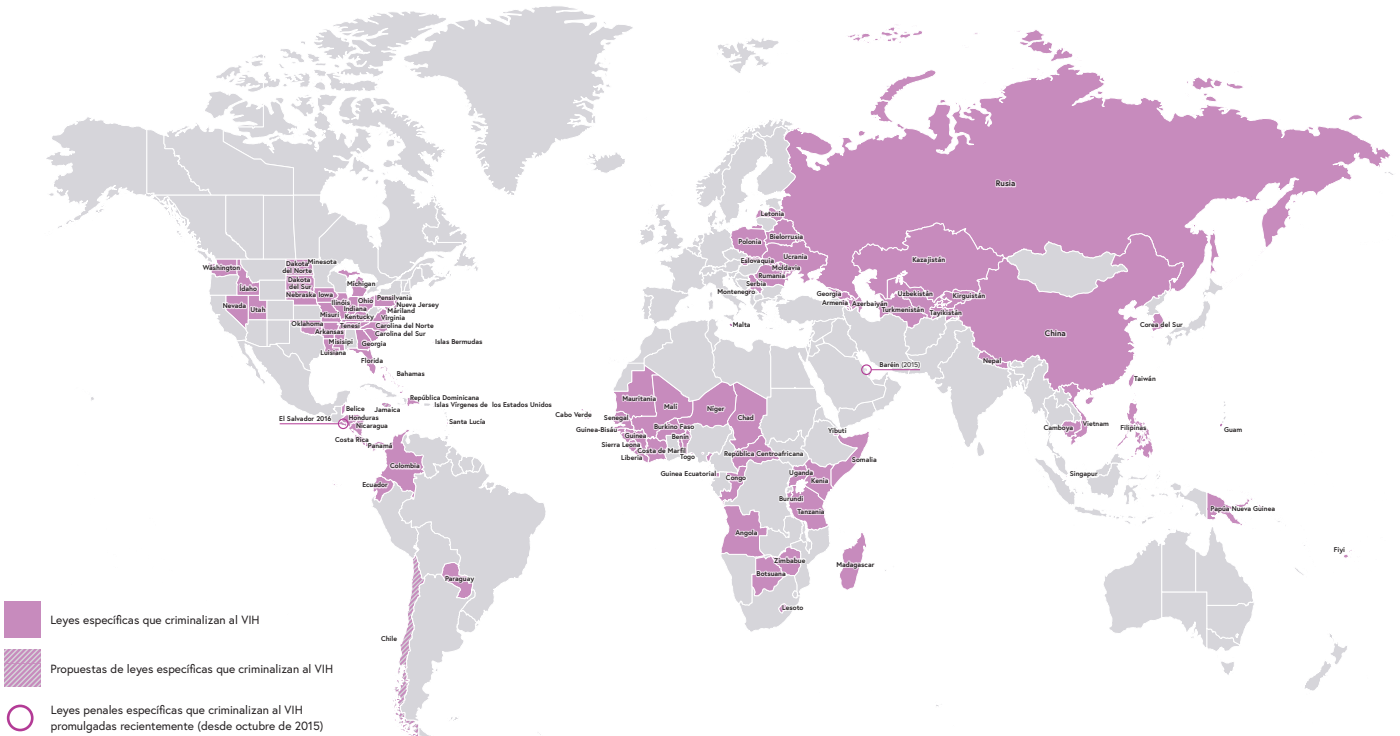 Rusia
Letonia
Bielorrusia
Polonia
Ucrania
Eslovaquia
Moldavia
Rumania
Serbia
Montenegro
Malta
Kazajistán
Georgia
Armenia
Azerbaiyán
Uzbekistán
Kirguistán
Turkmenistán
Tayikistán
China
Corea del Sur
Nepal
Taiwán
Baréin (2015)
Washington
Dakota
del Norte
Minesota
Idaho
Dakota
del Sur
Michigan
Nebraska
Iowa
Nevada
Utah
Illinois
Indiana
Ohio
Pensilvania
Nueva Jersey
Mariland
Misuri
Kentucky
Virginia
Oklahoma
Tenesi
Carolina del Norte
Arkansas
Carolina del Sur
Misisipi
Georgia
Luisiana
Florida
Islas Bermudas
Bahamas
República Dominicana
Islas Vírgenes de los Estados Unidos
Belice
Jamaica
El Salvador 2016
Honduras
Nicaragua
Santa Lucía
Costa Rica
Panamá
Colombia
Ecuador
Paraguay
Chile
Mauritania
Mali
Niger
Chad
Cabo Verde
Senegal
Guinea-Bisáu
Guinea
Burkino Faso
Benin
Sierra Leona
Costa de Marfil
Liberia
Togo
República Centroafricana
Yibuti
Somalia
Guinea Ecuatorial
Congo
Uganda
Kenia
Burundi
Tanzania
Angola
Zimbabue
Botsuana
Madagascar
Lesoto
Camboya
Vietnam
Filipinas
Guam
Singapur
Papúa Nueva Guinea
Fiyi
Leyes específicas que criminalizan al VIH
Propuestas de leyes específicas que criminalizan al VIH
Leyes penales específicas que criminalizan al VIH
promulgadas recientemente (desde octubre de 2015)